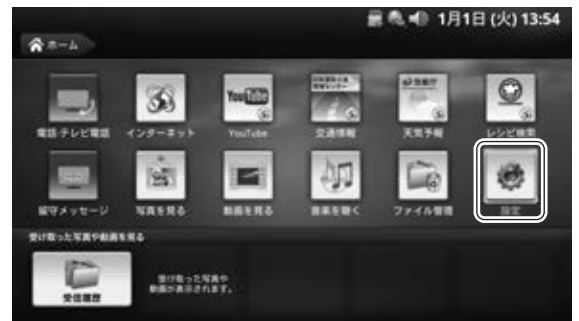 1月1日 (火) 13:54
ホーム
電話・テレビ電話 インターネット YouTube 交通情報 天気予報 レシピ検索
YouTube
気象庁
留守メッセージ 写真を見る 動画を見る 音楽を聴く ファイル管理 設定
受け取った写真や動画を見る
受け取った写真や
動画が表示されます。
受信履歴